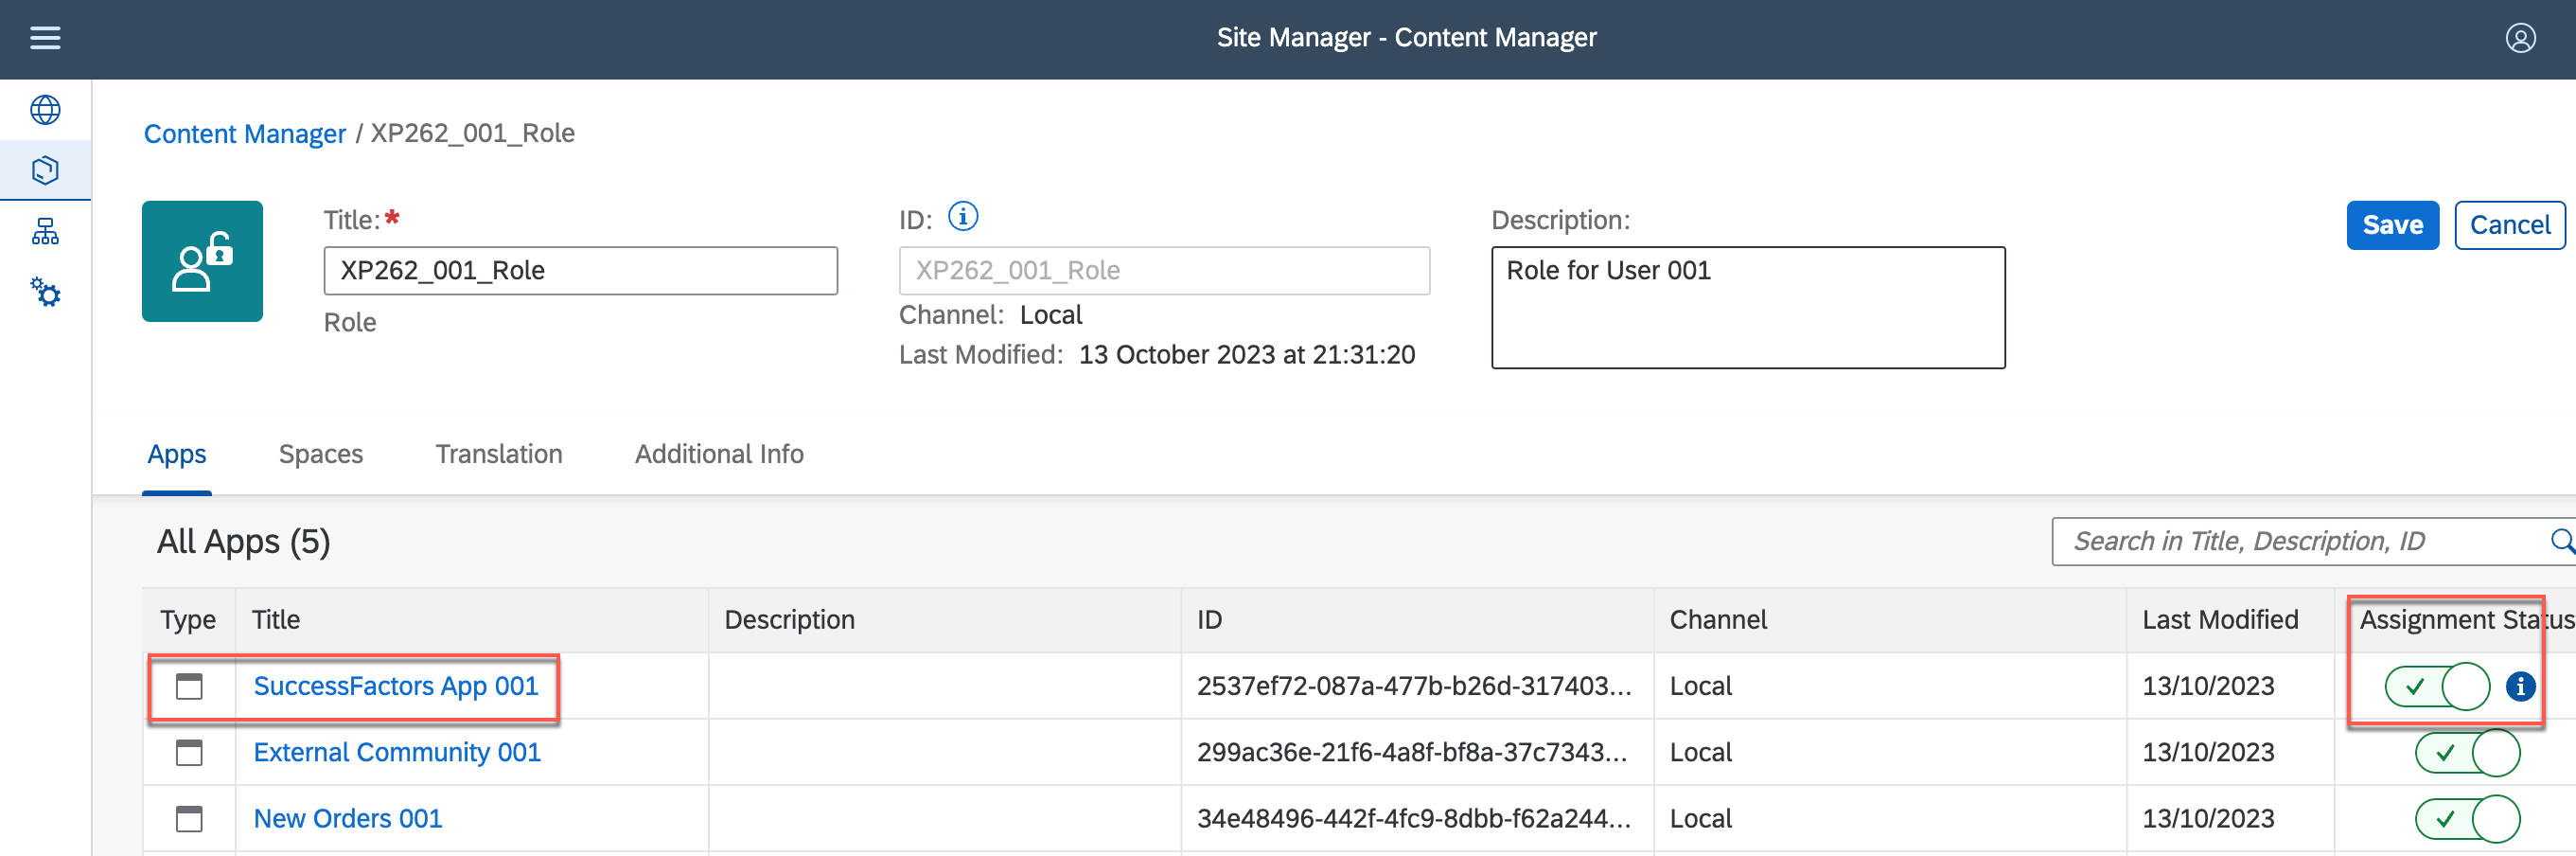 Site Manager - Content Manager
Content Manager / XP262_001_Role
Title:*
ID:
Description:
Save
Cancel
XP262_001_Role
XP262_001_Role
Role for User 001
Role
Channel: Local
Last Modified: 13 October 2023 at 21:31:20
Apps
Spaces
Translation
Additional Info
All Apps (5)
Search in Title, Description, ID
Type Title Description ID Channel Last Modified Assignment Status
SuccessFactors App 001 2537ef72-087a-477b-b26d-317403... Local 13/10/2023
External Community 001 299ac36e-21f6-4a8f-bf8a-37c7343... Local 13/10/2023
New Orders 001 34e48496-442f-4fc9-8dbb-f62a244... Local 13/10/2023